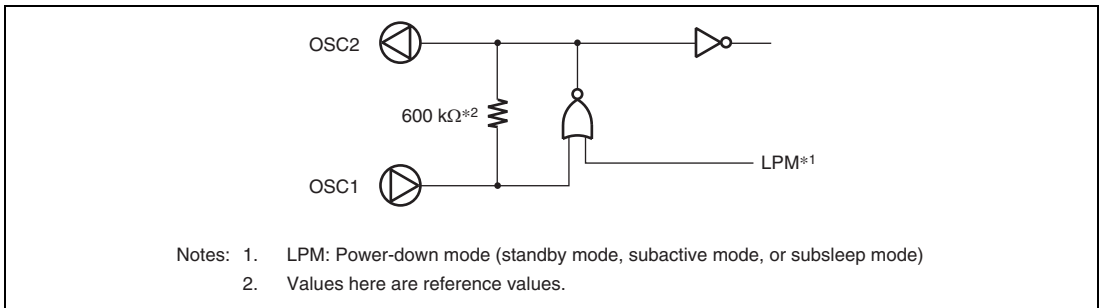 OSC2
600 kΩ*2
LPM*1
OSC1
Notes: 1. LPM: Power-down mode (standby mode, subactive mode, or subsleep mode)
2. Values here are reference values.